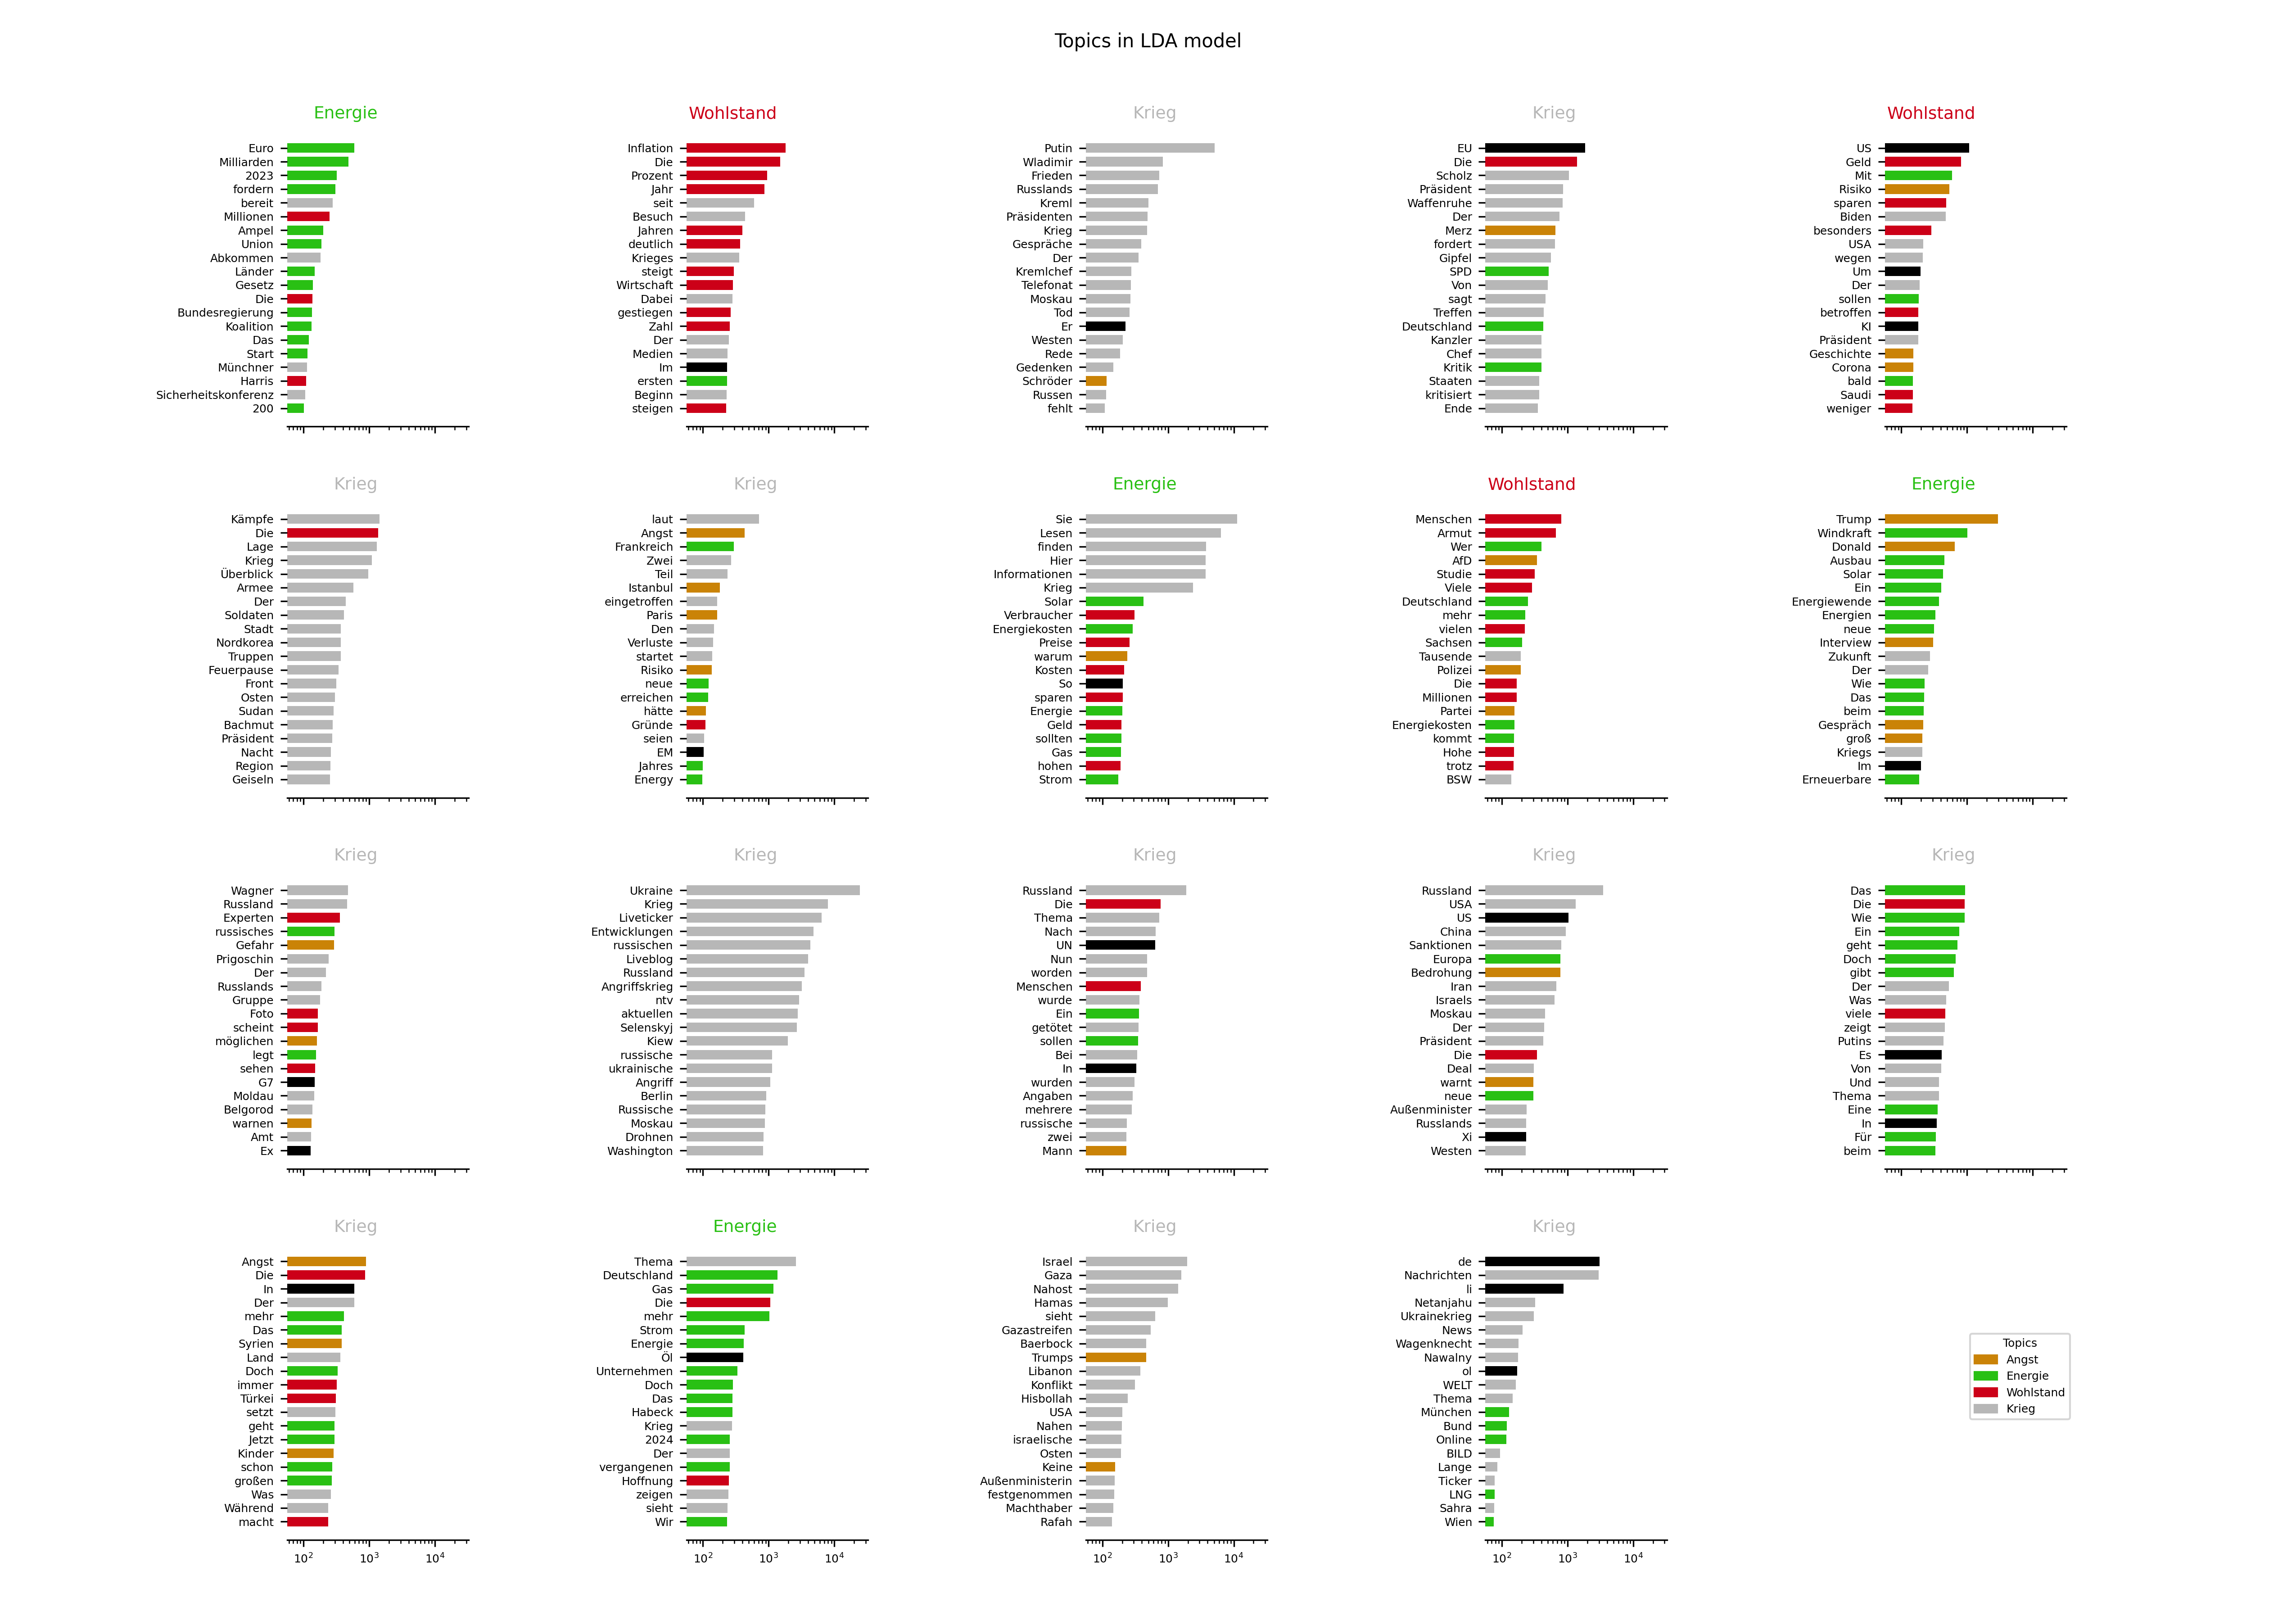 Topics in LDA model
Energie
Euro
Milliarden
2023
fordern
bereit
Millionen
Ampel
Union
Abkommen
Länder
Gesetz
Die
Bundesregierung
Koalition
Das
Start
Münchner
Harris
Sicherheitskonferenz
200
Wohlstand
Inflation
Die
Prozent
Jahr
seit
Besuch
Jahren
deutlich
Krieges
steigt
Wirtschaft
Dabei
gestiegen
Zahl
Der
Medien
Im
ersten
Beginn
steigen
Krieg
Putin
Wladimir
Frieden
Russlands
Kreml
Präsidenten
Krieg
Gespräche
Der
Kremlchef
Telefonat
Moskau
Tod
Er
Westen
Rede
Gedenken
Schröder
Russen
fehlt
Krieg
EU
Die
Scholz
Präsident
Waffenruhe
Der
Merz
fordert
Gipfel
SPD
Von
sagt
Treffen
Deutschland
Kanzler
Chef
Kritik
Staaten
kritisiert
Ende
Wohlstand
US
Geld
Mit
Risiko
sparen
Biden
besonders
USA
wegen
Um
Der
sollen
betroffen
KI
Präsident
Geschichte
Corona
bald
Saudi
weniger
Krieg
Kämpfe
Die
Lage
Krieg
Überblick
Armee
Der
Soldaten
Stadt
Nordkorea
Truppen
Feuerpause
Front
Osten
Sudan
Bachmut
Präsident
Nacht
Region
Geiseln
Krieg
laut
Angst
Frankreich
Zwei
Teil
Istanbul
eingetroffen
Paris
Den
Verluste
startet
Risiko
neue
erreichen
hätte
Gründe
seien
EM
Jahres
Energy
Energie
Sie
Lesen
finden
Hier
Informationen
Krieg
Solar
Verbraucher
Energiekosten
Preise
warum
Kosten
So
sparen
Energie
Geld
sollten
Gas
hohen
Strom
Wohlstand
Menschen
Armut
Wer
AfD
Studie
Viele
Deutschland
mehr
vielen
Sachsen
Tausende
Polizei
Die
Millionen
Partei
Energiekosten
kommt
Hohe
trotz
BSW
Energie
Trump
Windkraft
Donald
Ausbau
Solar
Ein
Energiewende
Energien
neue
Interview
Zukunft
Der
Wie
Das
beim
Gespräch
groß
Kriegs
Im
Erneuerbare
Krieg
Wagner
Russland
Experten
russisches
Gefahr
Prigoschin
Der
Russlands
Gruppe
Foto
scheint
möglichen
legt
sehen
G7
Moldau
Belgorod
warnen
Amt
Ex
Krieg
Ukraine
Krieg
Liveticker
Entwicklungen
russischen
Liveblog
Russland
Angriffskrieg
ntv
aktuellen
Selenskyj
Kiew
russische
ukrainische
Angriff
Berlin
Russische
Moskau
Drohnen
Washington
Krieg
Russland
Die
Thema
Nach
UN
Nun
worden
Menschen
wurde
Ein
getötet
sollen
Bei
In
wurden
Angaben
mehrere
russische
zwei
Mann
Krieg
Russland
USA
US
China
Sanktionen
Europa
Bedrohung
Iran
Israels
Moskau
Der
Präsident
Die
Deal
warnt
neue
Außenminister
Russlands
Xi
Westen
Krieg
Das
Die
Wie
Ein
geht
Doch
gibt
Der
Was
viele
zeigt
Putins
Es
Von
Und
Thema
Eine
In
Für
beim
Krieg
Angst
Die
In
Der
mehr
Das
Syrien
Land
Doch
immer
Türkei
setzt
geht
Jetzt
Kinder
schon
großen
Was
Während
macht
10² 10³ 10⁴
Energie
Thema
Deutschland
Gas
Die
mehr
Strom
Energie
Öl
Unternehmen
Doch
Das
Habeck
Krieg
2024
Der
vergangenen
Hoffnung
zeigen
sieht
Wir
10² 10³ 10⁴
Krieg
Israel
Gaza
Nahost
Hamas
sieht
Gazastreifen
Baerbock
Trumps
Libanon
Konflikt
Hisbollah
USA
Nahen
israelische
Osten
Keine
Außenministerin
festgenommen
Machthaber
Rafah
10² 10³ 10⁴
Krieg
de
Nachrichten
li
Netanjahu
Ukrainekrieg
News
Wagenknecht
Nawalny
ol
WELT
Thema
München
Bund
Online
BILD
Lange
Ticker
LNG
Sahra
Wien
10² 10³ 10⁴
Topics
Angst
Energie
Wohlstand
Krieg